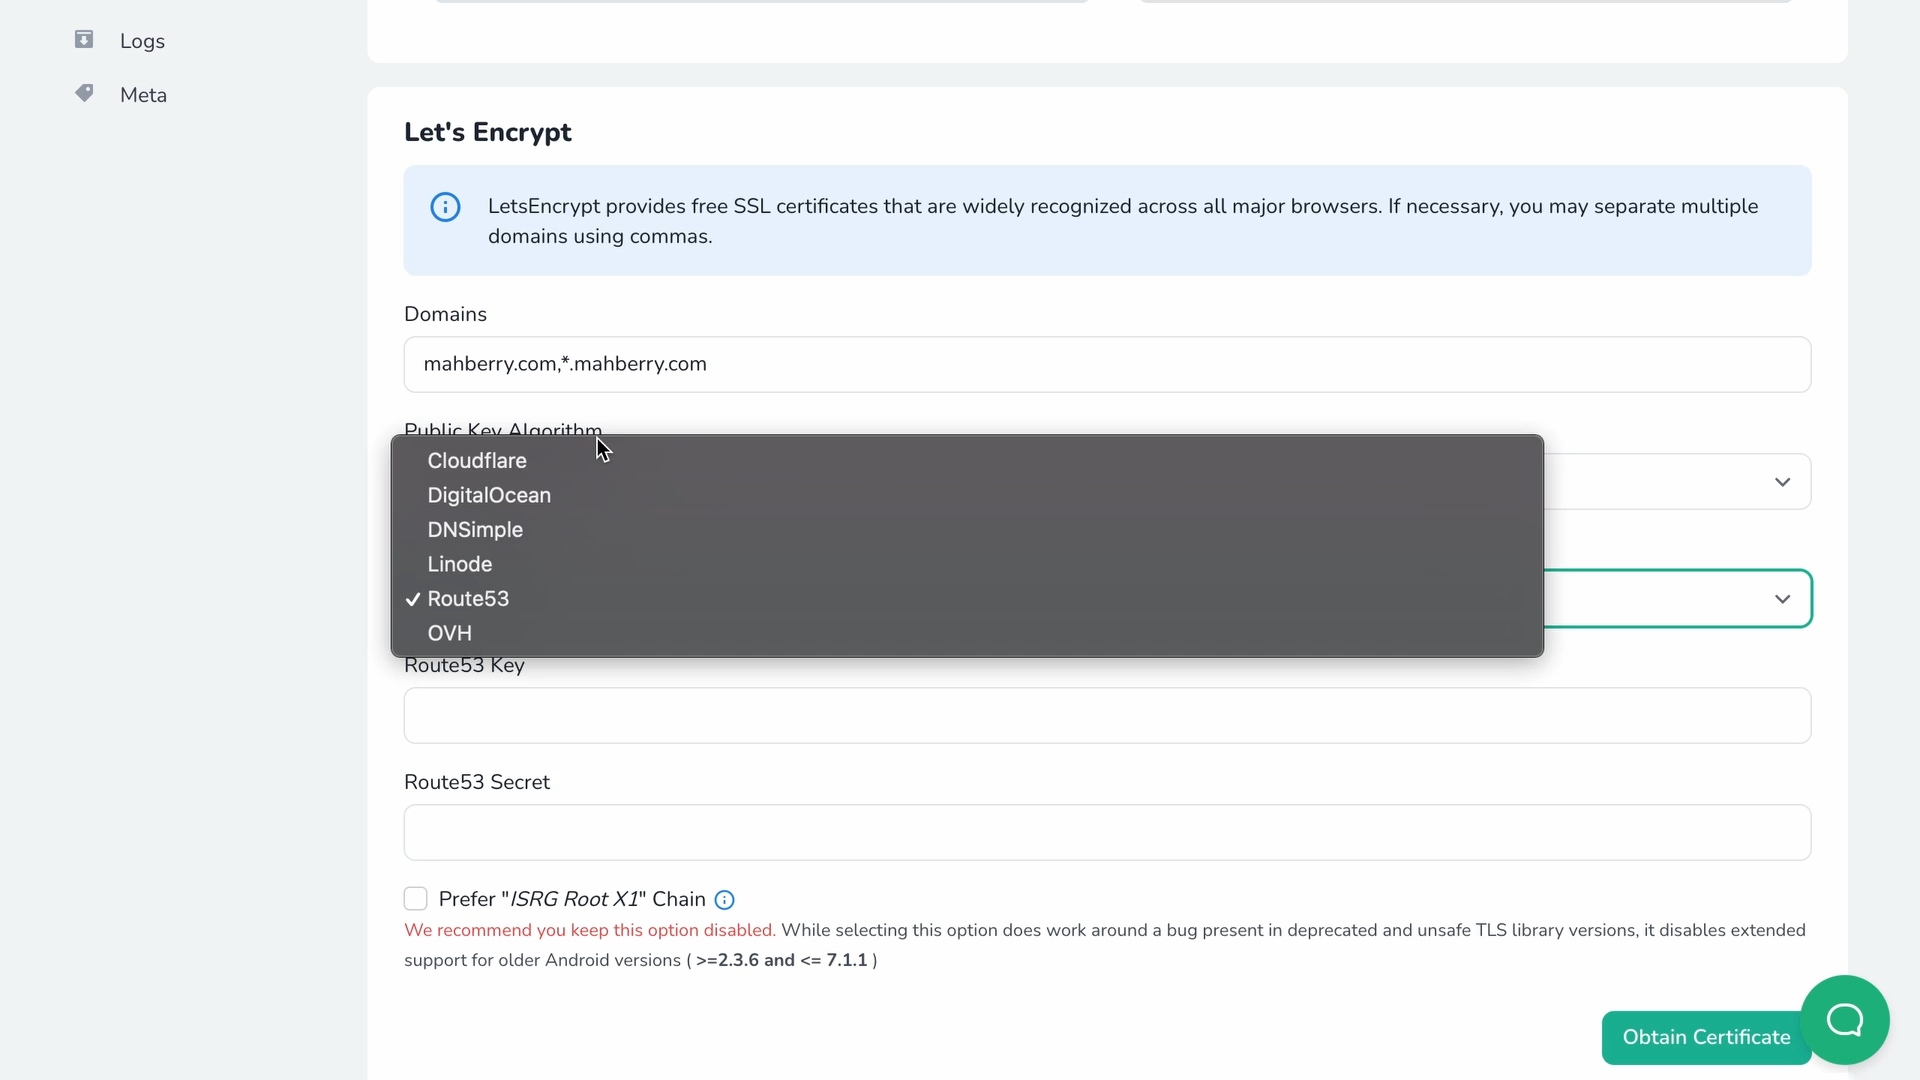 Logs
Meta
Let's Encrypt
LetsEncrypt provides free SSL certificates that are widely recognized across all major browsers. If necessary, you may separate multiple
domains using commas.
Domains
mahberry.com,*.mahberry.com
Public Key Algorithm
Cloudflare
DigitalOcean
DNSimple
Linode
Route53
OVH
Route53 Key
Route53 Secret
Prefer "ISRG Root X1" Chain
We recommend you keep this option disabled. While selecting this option does work around a bug present in deprecated and unsafe TLS library versions, it disables extended
support for older Android versions ( >=2.3.6 and <= 7.1.1 )
Obtain Certificate